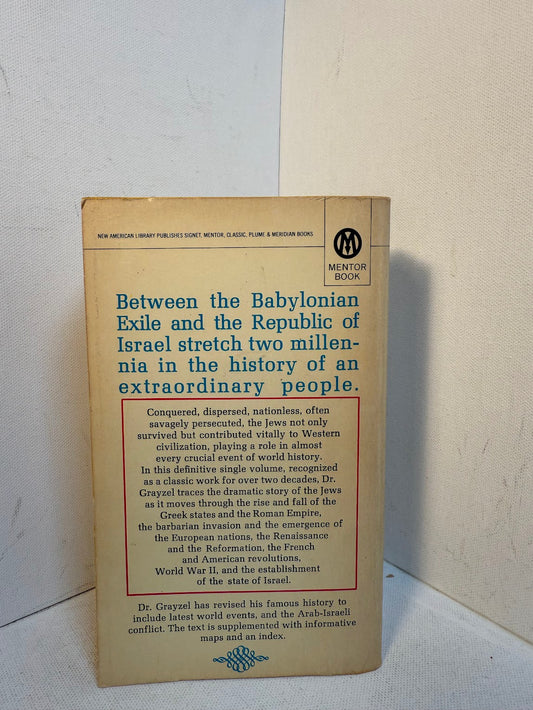 NEW AMERICAN LIBRARY PUBLISHES SIGNET, MENTOR, CLASSIC, PLUME & MERIDIAN BOOKS
MENTOR
BOOK
Between the Babylonian
Exile and the Republic of
Israel stretch two millen-
nia in the history of an
extraordinary people.
Conquered, dispersed, nationless, often
savagely persecuted, the Jews not only
survived but contributed vitally to Western
civilization, playing a role in almost
every crucial event of world history.
In this definitive single volume, recognized
as a classic work for over two decades, Dr.
Grayzel traces the dramatic story of the Jews
as it moves through the rise and fall of the
Greek states and the Roman Empire,
the barbarian invasion and the emergence of
the European nations, the Renaissance
and the Reformation, the French
and American revolutions,
World War II, and the establishment
of the state of Israel.
Dr. Grayzel has revised his famous history to
include latest world events, and the Arab-Israeli
conflict. The text is supplemented with informative
maps and an index.